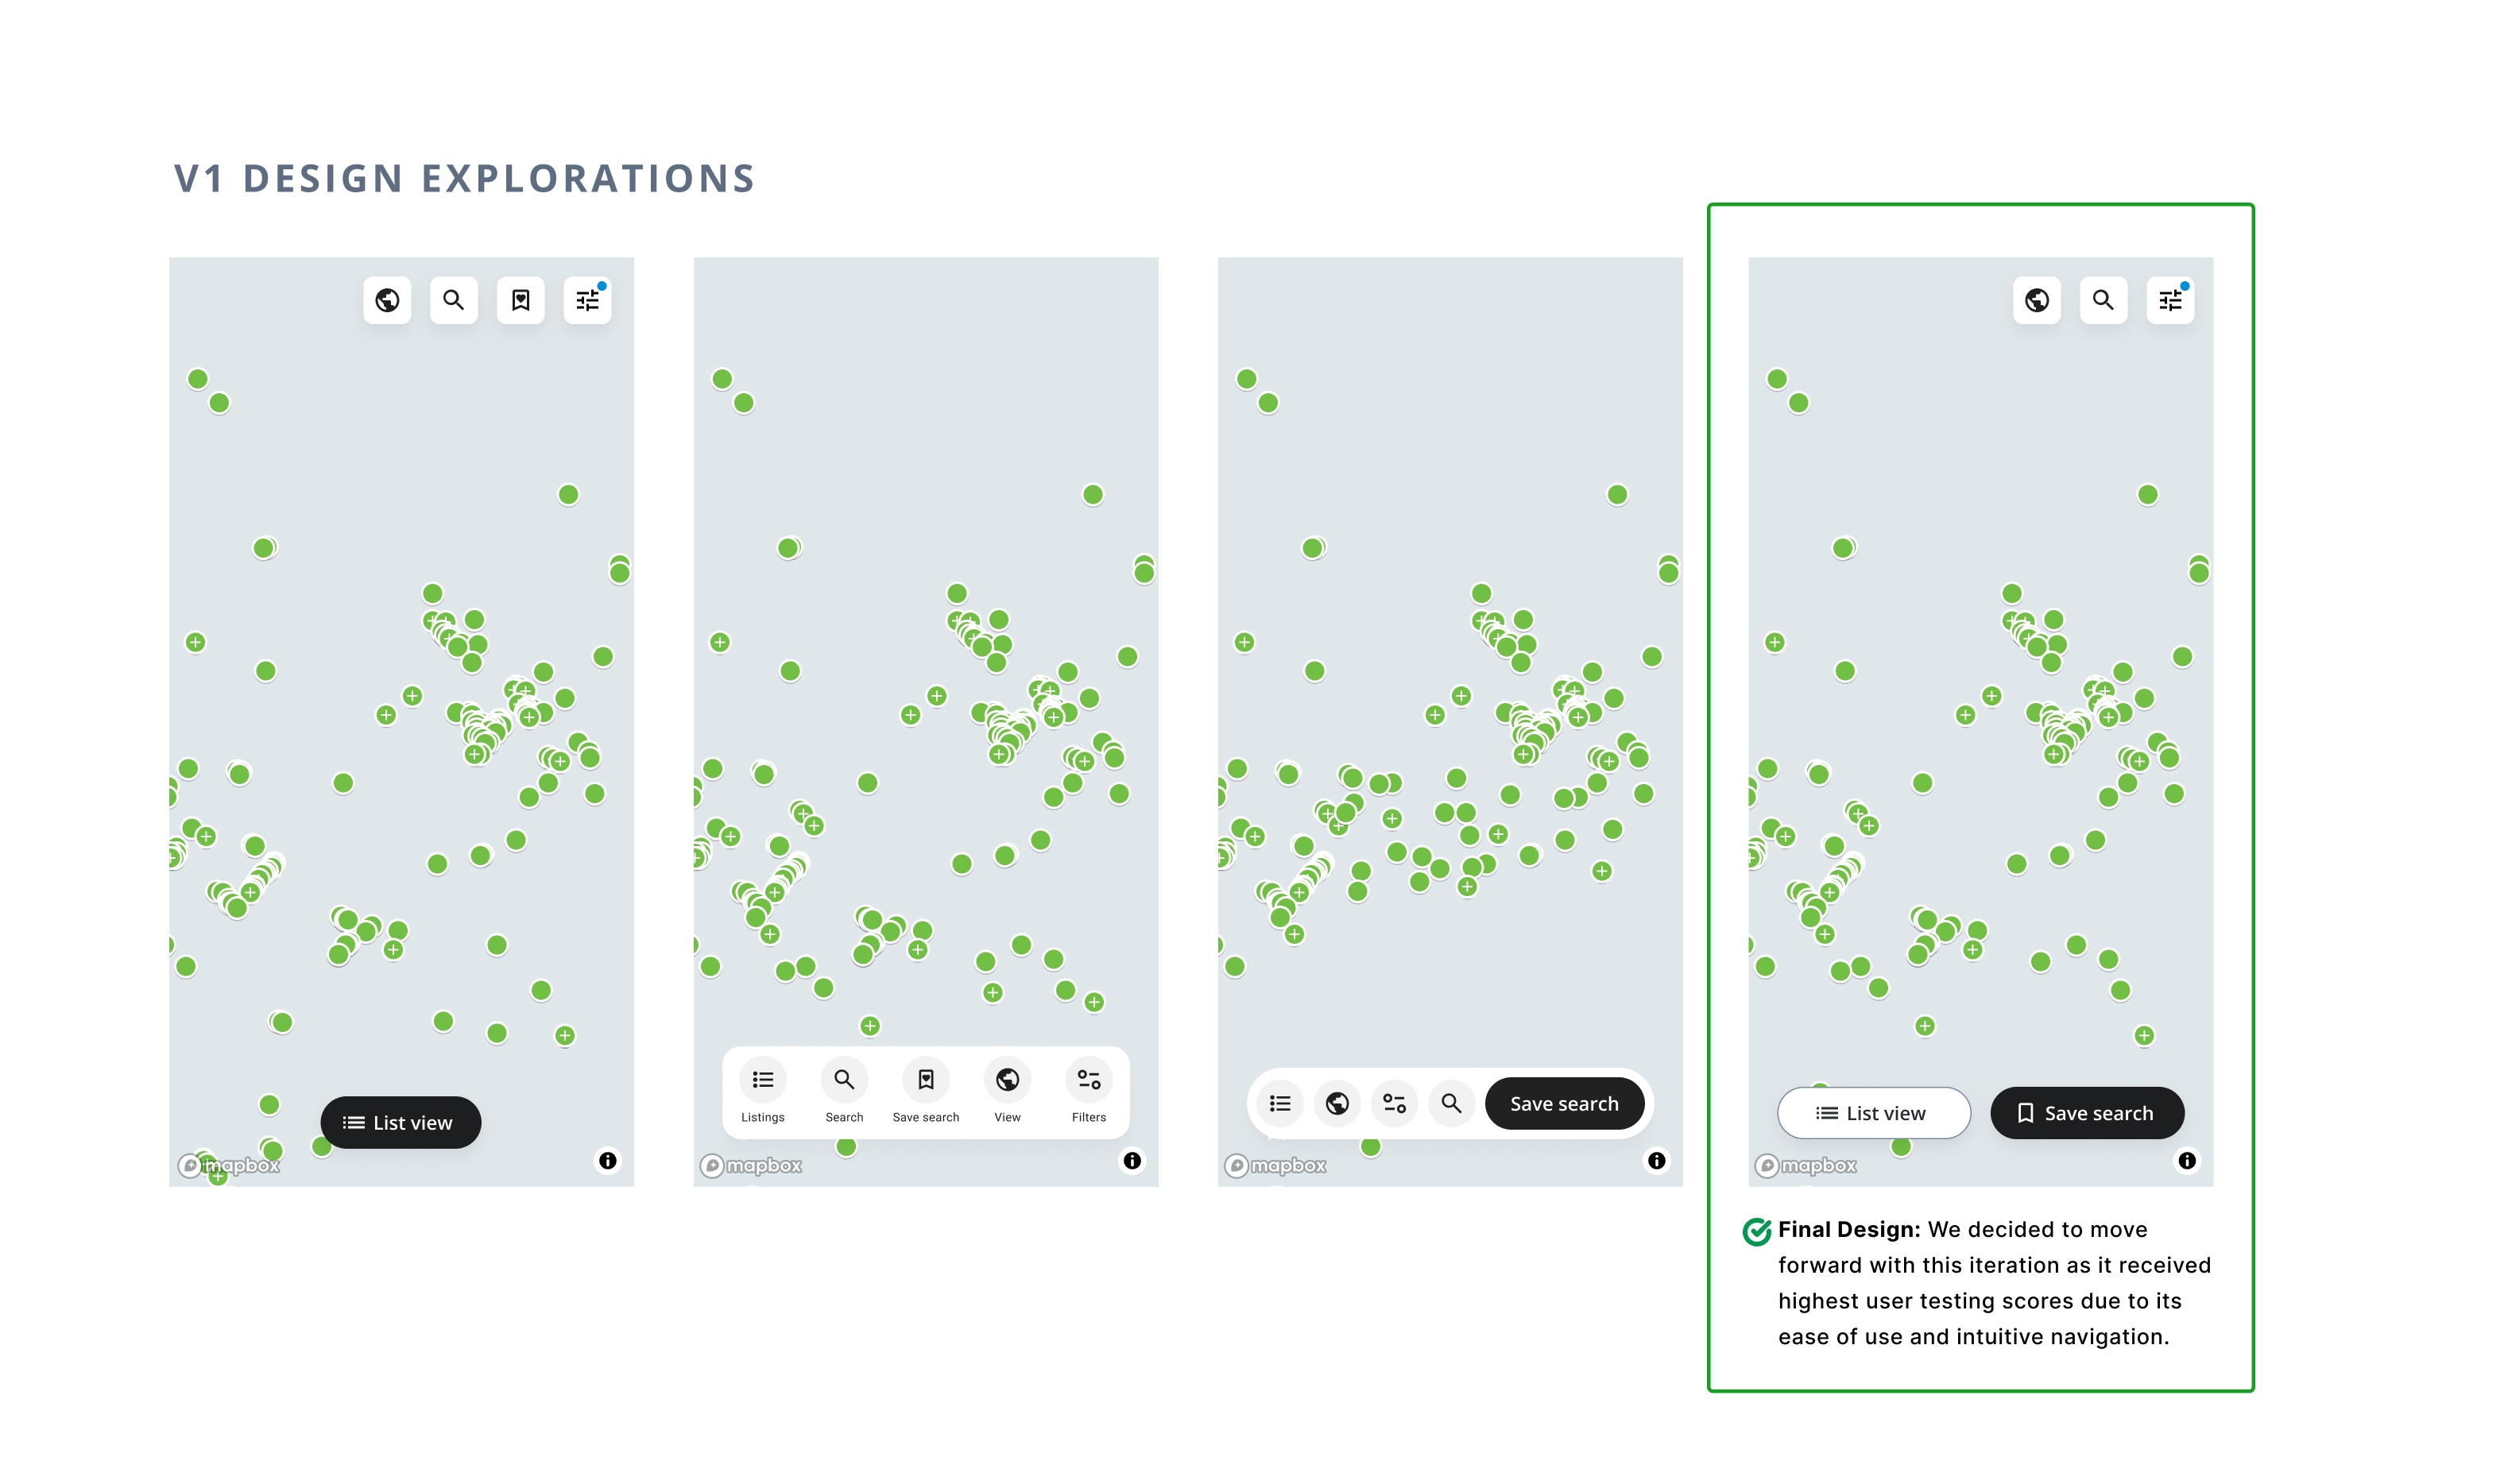 V1 DESIGN EXPLORATIONS
List view
mapbox
Listings
Search
Save search
View
Filters
mapbox
Save search
mapbox
List view
Save search
mapbox
Final Design: We decided to move
forward with this iteration as it received
highest user testing scores due to its
ease of use and intuitive navigation.